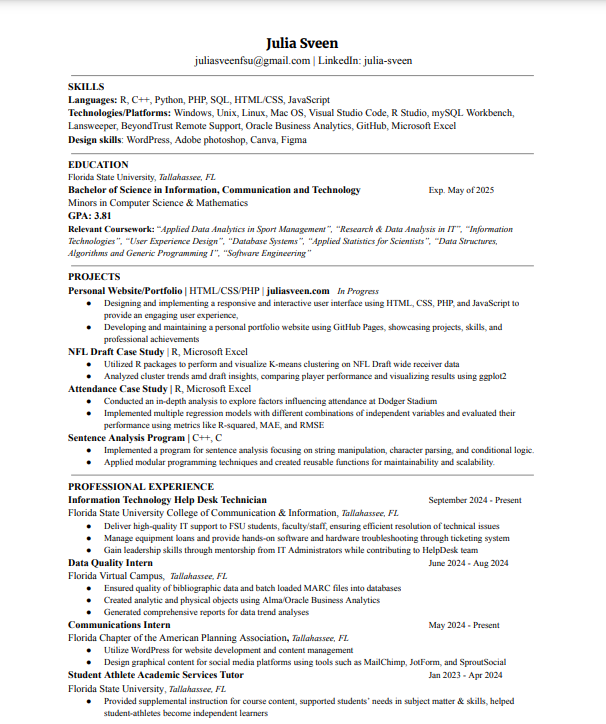 Julia Sveen
juliasveenfsu@gmail.com | LinkedIn: julia-sveen
SKILLS
Languages: R, C++, Python, PHP, SQL, HTML/CSS, JavaScript
Technologies/Platforms: Windows, Unix, Linux, Mac OS, Visual Studio Code, R Studio, mySQL Workbench,
Lansweeper, BeyondTrust Remote Support, Oracle Business Analytics, GitHub, Microsoft Excel
Design skills: WordPress, Adobe photoshop, Canva, Figma
EDUCATION
Florida State University, Tallahassee, FL
Bachelor of Science in Information, Communication and Technology Exp. May of 2025
Minors in Computer Science & Mathematics
GPA: 3.81
Relevant Coursework: “Applied Data Analytics in Sport Management”, “Research & Data Analysis in IT”, “Information
Technologies”, “User Experience Design”, “Database Systems”, “Applied Statistics for Scientists”, “Data Structures,
Algorithms and Generic Programming I”, “Software Engineering”
PROJECTS
Personal Website/Portfolio | HTML/CSS/PHP | juliasveen.com In Progress
● Designing and implementing a responsive and interactive user interface using HTML, CSS, PHP, and JavaScript to
provide an engaging user experience,
● Developing and maintaining a personal portfolio website using GitHub Pages, showcasing projects, skills, and
professional achievements
NFL Draft Case Study | R, Microsoft Excel
● Utilized R packages to perform and visualize K-means clustering on NFL Draft wide receiver data
● Analyzed cluster trends amd draft insights, comparing player performance and visualizing results using ggplot2
Attendance Case Study | R, Microsoft Excel
● Conducted an in-depth analysis to explore factors influencing attendance at Dodger Stadium
● Implemented multiple regression models with different combinations of independent variables and evaluated their
performance using metrics like R-squared, MAE, and RMSE
Sentence Analysis Program | C++, C
● Implemented a program for sentence analysis focusing on string manipulation, character parsing, and conditional logic.
● Applied modular programming techniques and created reusable functions for maintainability and scalability.
PROFESSIONAL EXPERIENCE
Information Technology Help Desk Technician September 2024 - Present
Florida State University College of Communication & Information, Tallahassee, FL
● Deliver high-quality IT support to FSU students, faculty/staff, ensuring efficient resolution of technical issues
● Manage equipment loans and provide hands-on software and hardware troubleshooting through ticketing system
● Gain leadership skills through mentorship from IT Administrators while contributing to HelpDesk team
Data Quality Intern June 2024 - Aug 2024
Florida Virtual Campus, Tallahassee, FL
● Ensured quality of bibliographic data and batch loaded MARC files into databases
● Created analytic and physical objects using Alma/Oracle Business Analytics
● Generated comprehensive reports for data trend analyses
Communications Intern May 2024 - Present
Florida Chapter of the American Planning Association, Tallahassee, FL
● Utilize WordPress for website development and content management
● Design graphical content for social media platforms using tools such as MailChimp, JotForm, and SproutSocial
Student Athlete Academic Services Tutor Jan 2023 - Apr 2024
Florida State University, Tallahassee, FL
● Provided supplemental instruction for course content, supported students’ needs in subject matter & skills, helped
student-athletes become independent learners